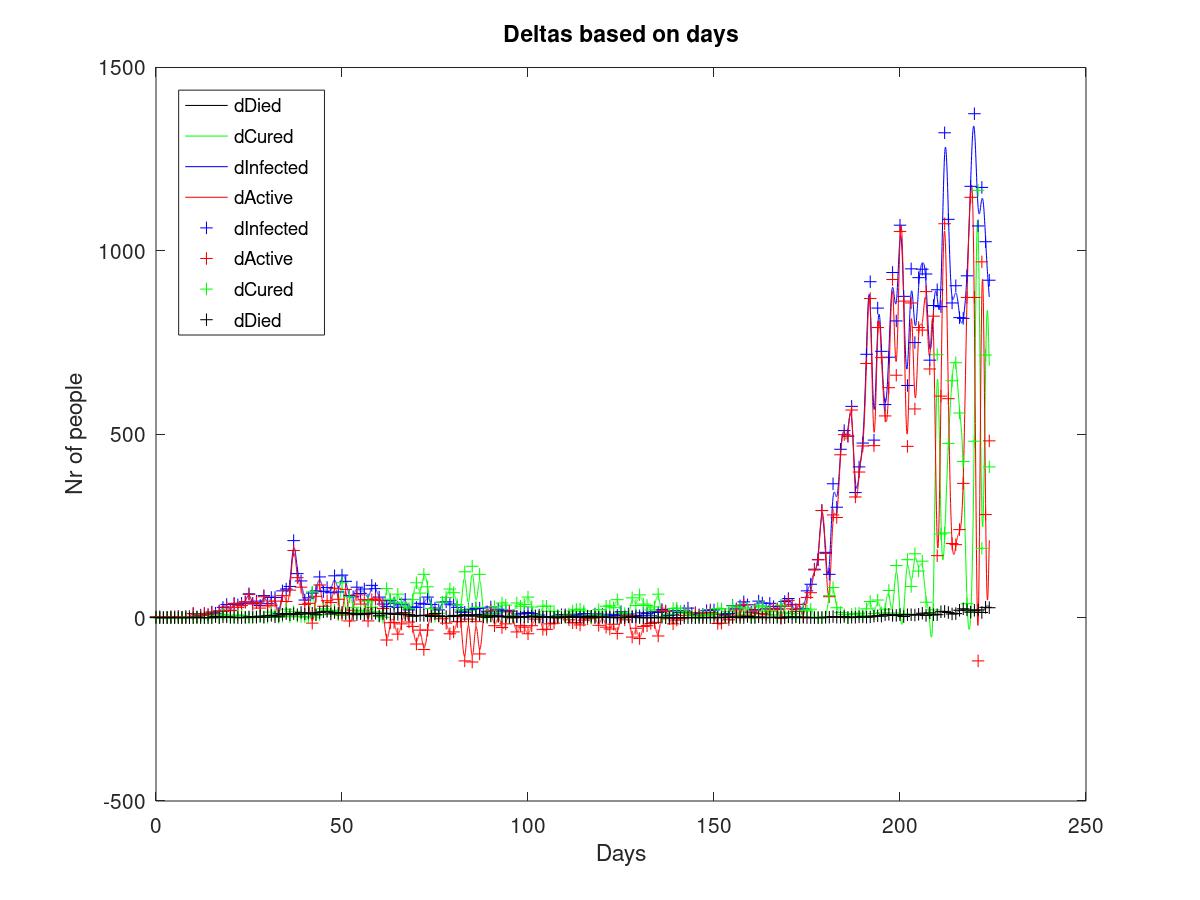 Deltas based on days
1500
1000
500
0
-500
Nr of people
dDied
dCured
dInfected
dActive
dInfected
dActive
dCured
dDied
0 50 100 150 200 250
Days